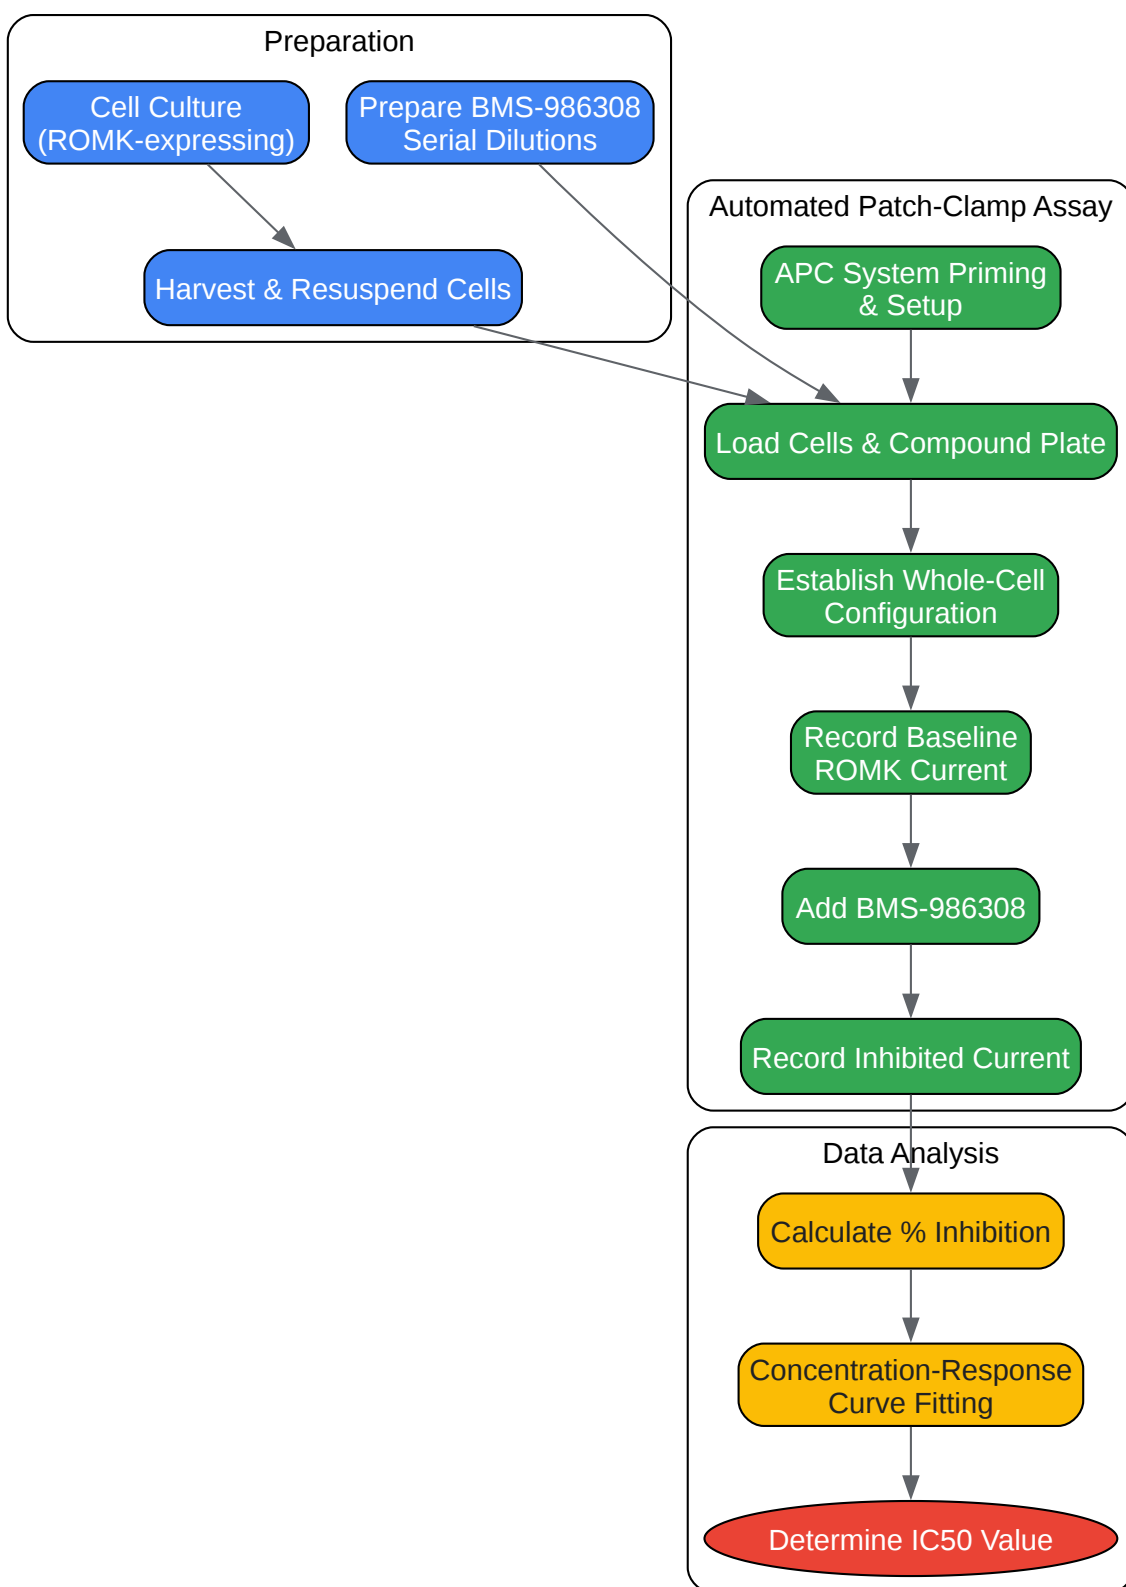 Preparation
Cell Culture
(ROMK-expressing)
Prepare BMS-986308
Serial Dilutions
Harvest & Resuspend Cells
Automated Patch-Clamp Assay
APC System Priming
& Setup
Load Cells & Compound Plate
Establish Whole-Cell
Configuration
Record Baseline
ROMK Current
Add BMS-986308
Record Inhibited Current
Data Analysis
Calculate % Inhibition
Concentration-Response
Curve Fitting
Determine IC50 Value